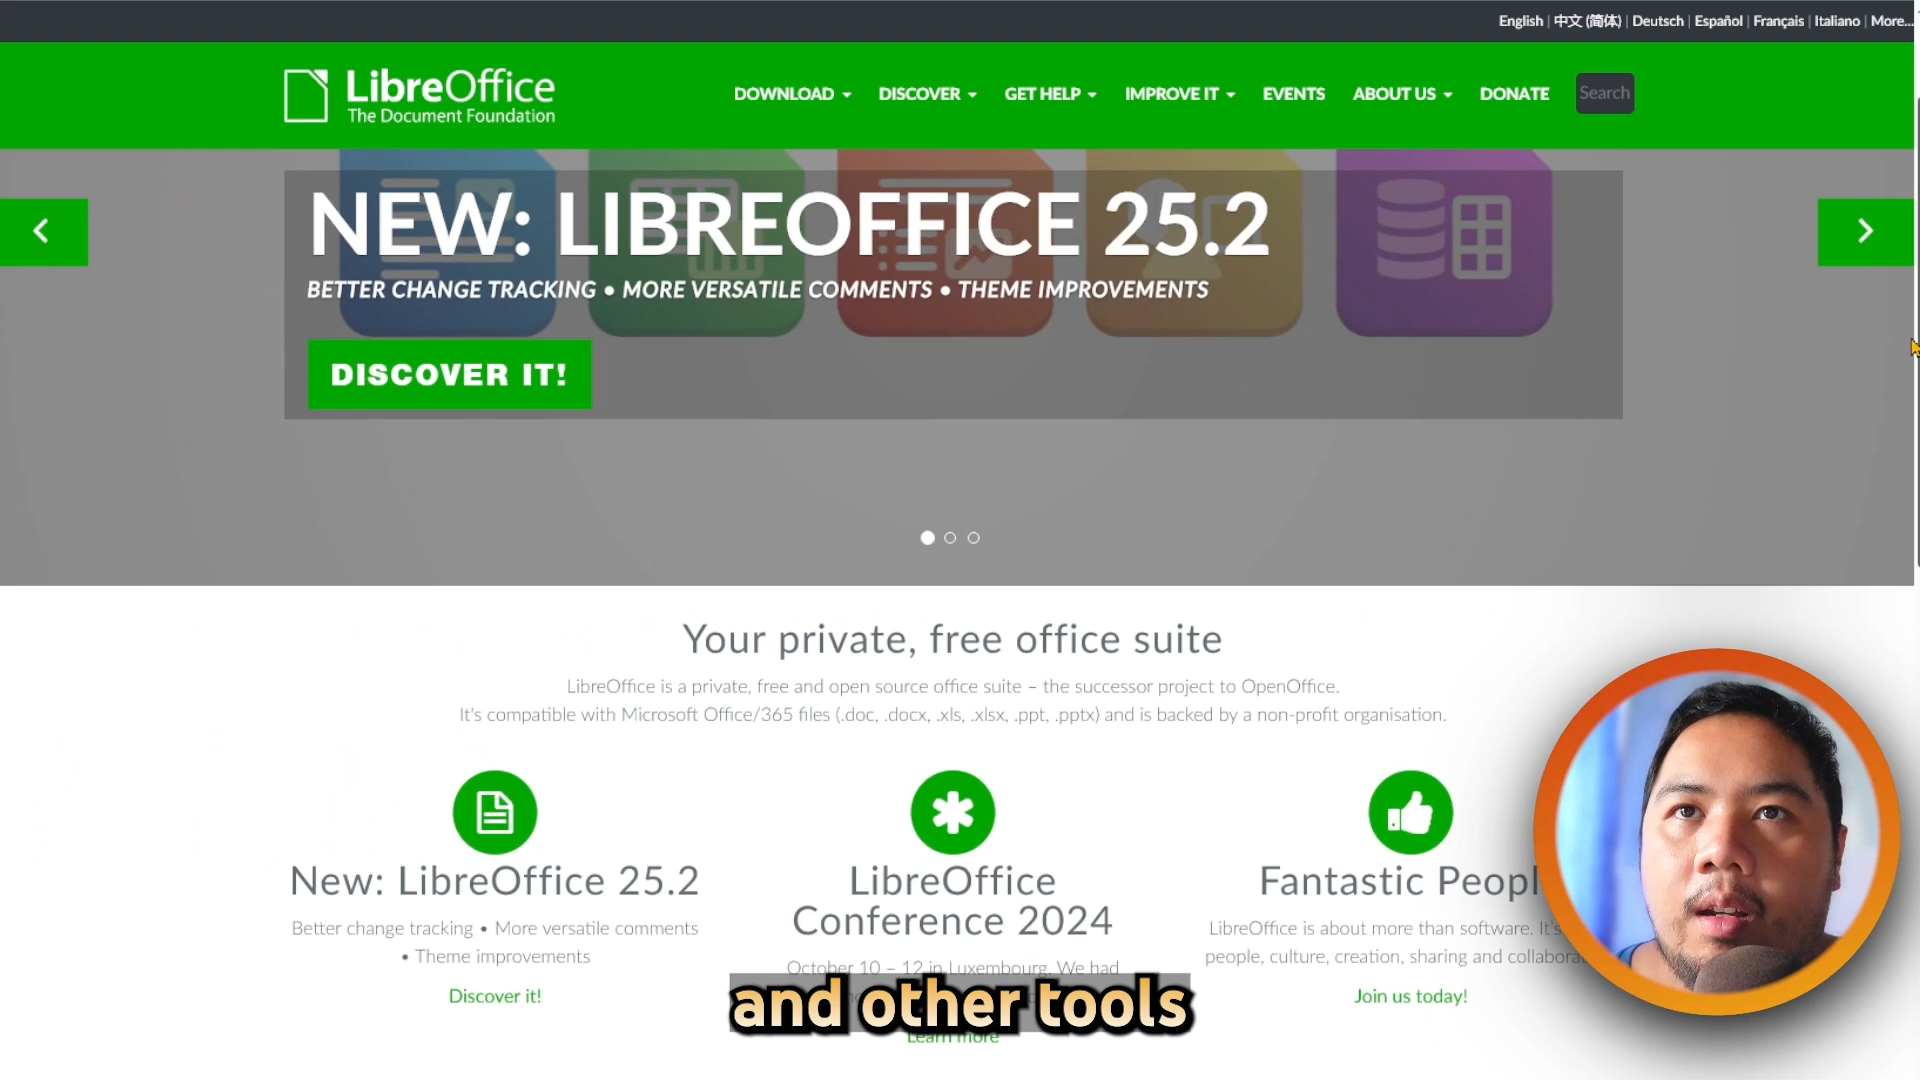 English | 中文 (简体) | Deutsch | Español | Français | Italiano | More...
LibreOffice
The Document Foundation
DOWNLOAD
DISCOVER
GET HELP
IMPROVE IT
EVENTS
ABOUT US
DONATE
Search
NEW: LIBREOFFICE 25.2
BETTER CHANGE TRACKING • MORE VERSATILE COMMENTS • THEME IMPROVEMENTS
DISCOVER IT!
Your private, free office suite
LibreOffice is a private, free and open source office suite – the successor project to OpenOffice.
It's compatible with Microsoft Office/365 files (.doc, .docx, .xls, .xlsx, .ppt, .pptx) and is backed by a non-profit organisation.
New: LibreOffice 25.2
Better change tracking • More versatile comments
• Theme improvements
Discover it!
LibreOffice
Conference 2024
October 10 – 12 in Luxembourg. We had
Learn more
Fantastic Peopl
LibreOffice is about more than software. It's
people, culture, creation, sharing and collabora
Join us today!
and other tools